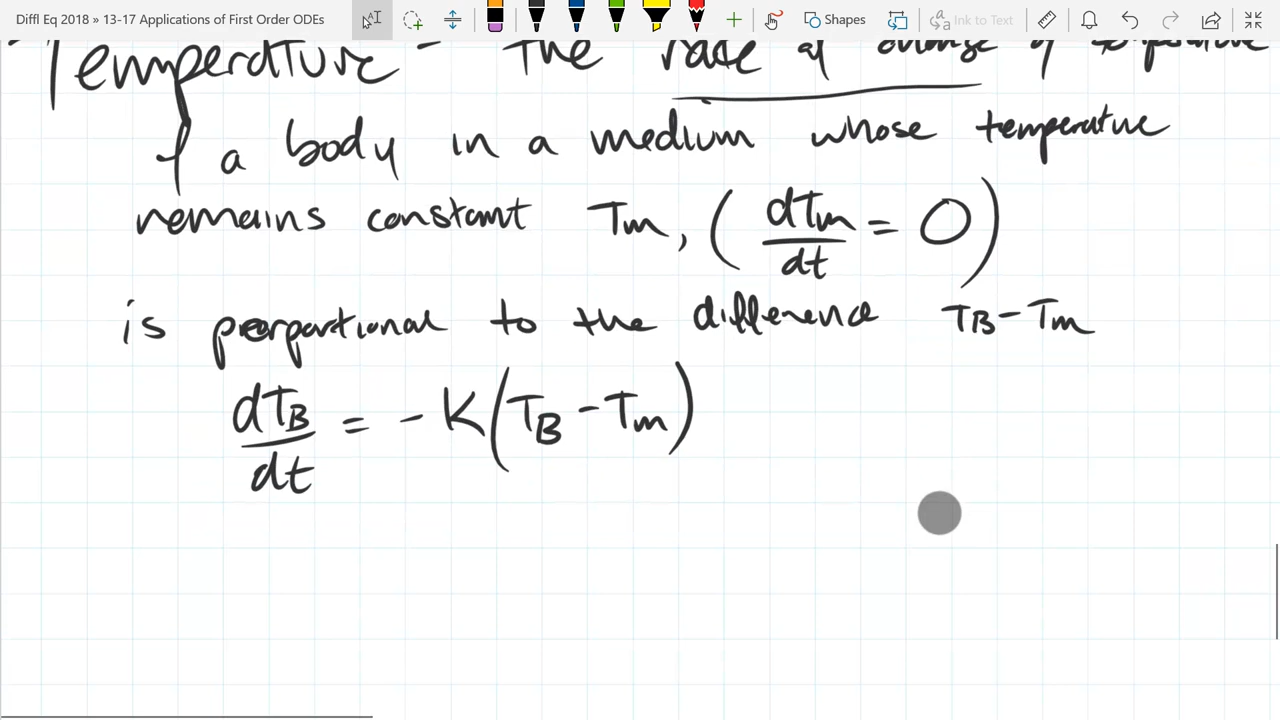 Diffl Eq 2018 » 13-17 Applications of First Order ODEs
Shapes
Ink to Text
Temperature - the rate of change of temperature
of a body in a medium whose temperature
remains constant Tm, ( dTm/dt = 0 )
is proportional to the difference TB - Tm
dTB/dt = -K(TB - Tm)